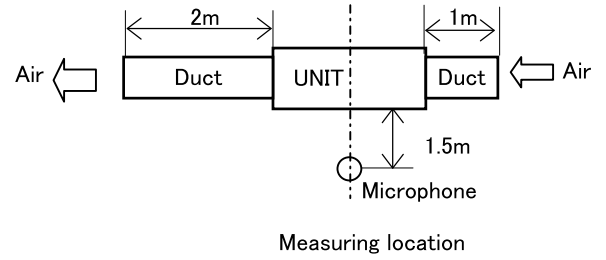 2m
1m
Air
Duct
UNIT
Duct
Air
1.5m
Microphone
Measuring location